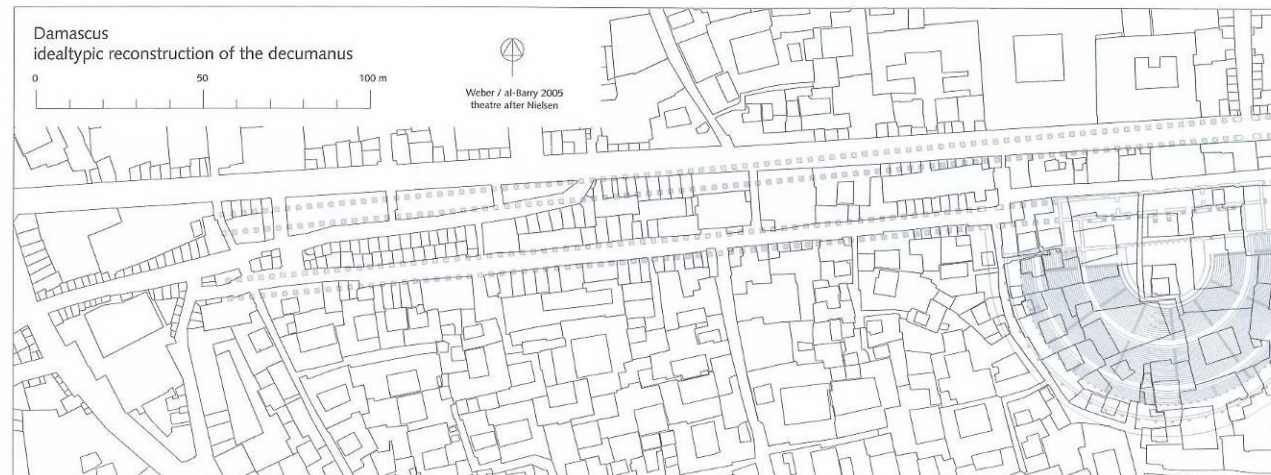 Damascus
idealtypic reconstruction of the decumanus
0 50 100 m
Weber / al-Barry 2005
theatre after Nielsen